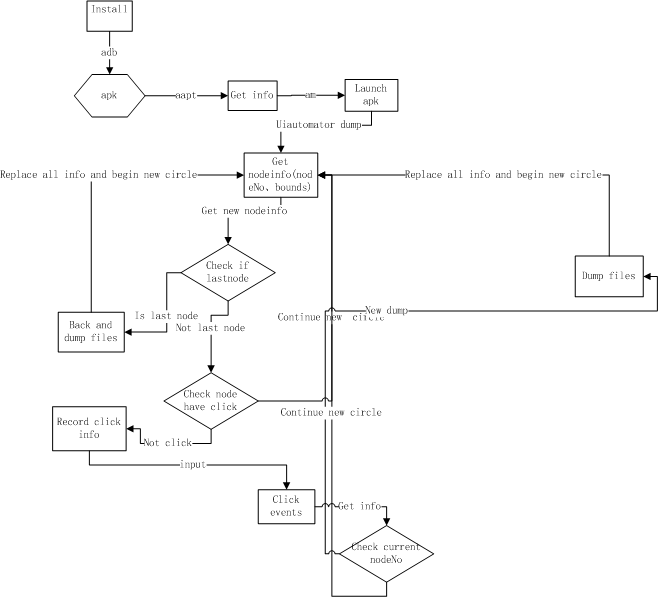 Install
adb
apk
aapt
Get info
am
Launch
apk
Uiautomator dump
Get
nodeinfo(nod
eNo、bounds)
Replace all info and begin new circle
Replace all info and begin new circle
Get new nodeinfo
Check if
lastnode
Dump files
Is last node
Back and
dump files
Not last node
New dump
Continue new circle
Check node
have click
Continue new circle
Record click
info
Not click
input
Click
events
Get info
Check current
nodeNo